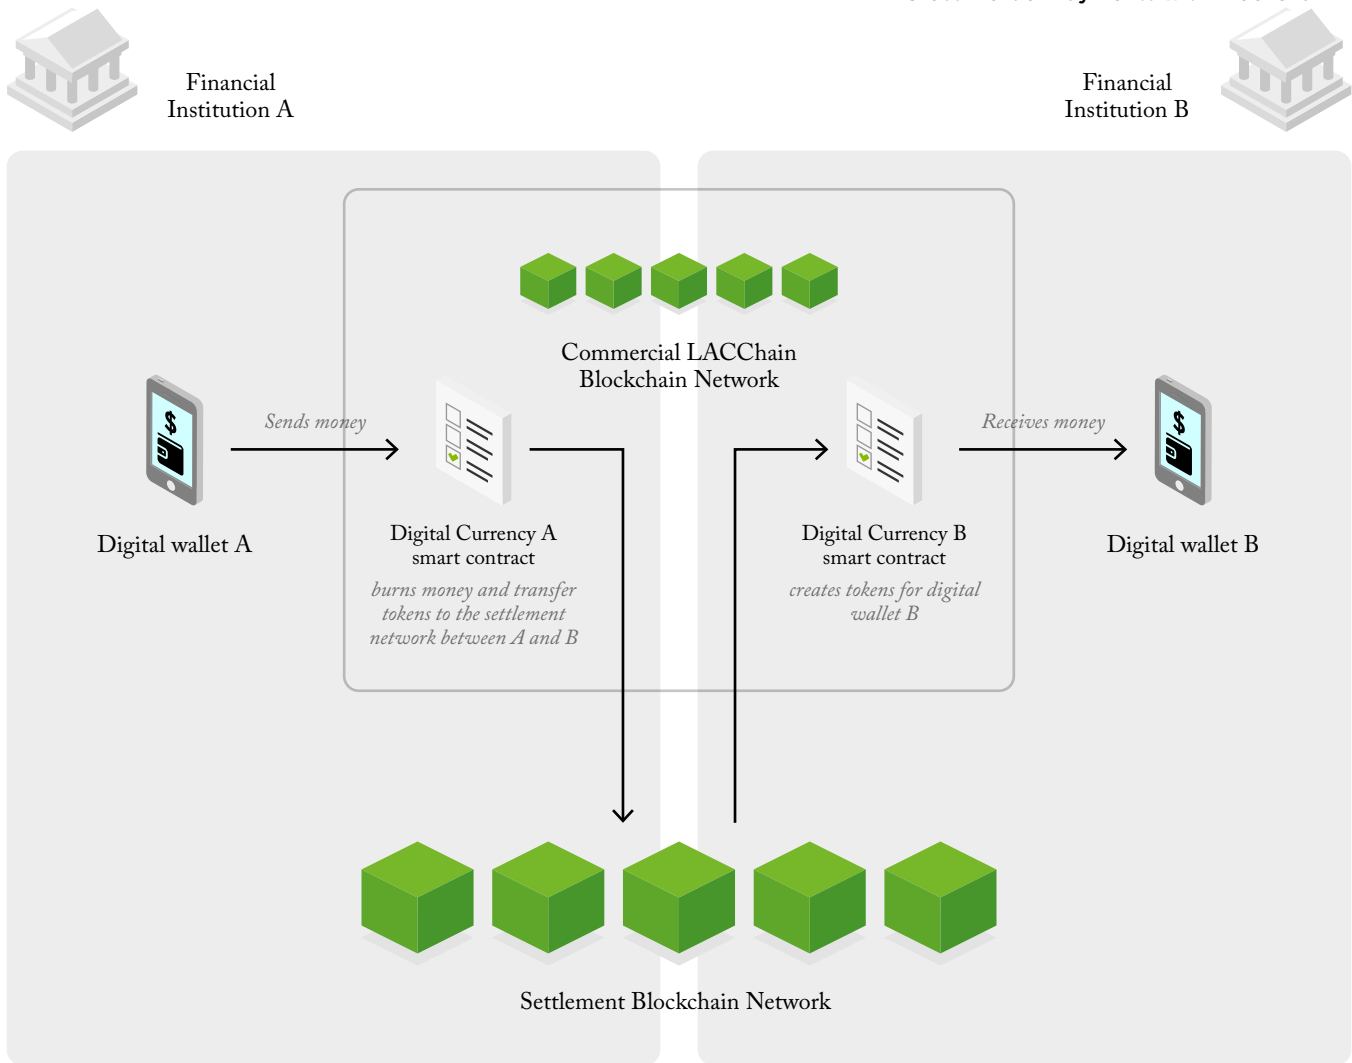 Financial
Institution A
Financial
Institution B
Commercial LACChain
Blockchain Network
Sends money
Receives money
$
$
Digital wallet A
Digital Currency A
smart contract
burns money and transfer
tokens to the settlement
network between A and B
Digital Currency B
smart contract
creates tokens for digital
wallet B
Digital wallet B
Settlement Blockchain Network